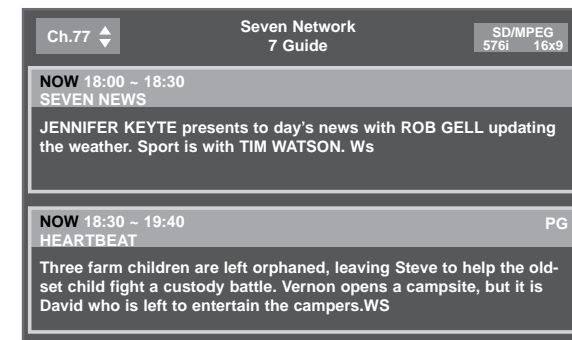 Ch.77
Seven Network
7 Guide
SD/MPEG
576i 16x9
NOW 18:00 ~ 18:30
SEVEN NEWS
JENNIFER KEYTE presents to day's news with ROB GELL updating
the weather. Sport is with TIM WATSON. Ws
NOW 18:30 ~ 19:40 PG
HEARTBEAT
Three farm children are left orphaned, leaving Steve to help the old-
set child fight a custody battle. Vernon opens a campsite, but it is
David who is left to entertain the campers.WS